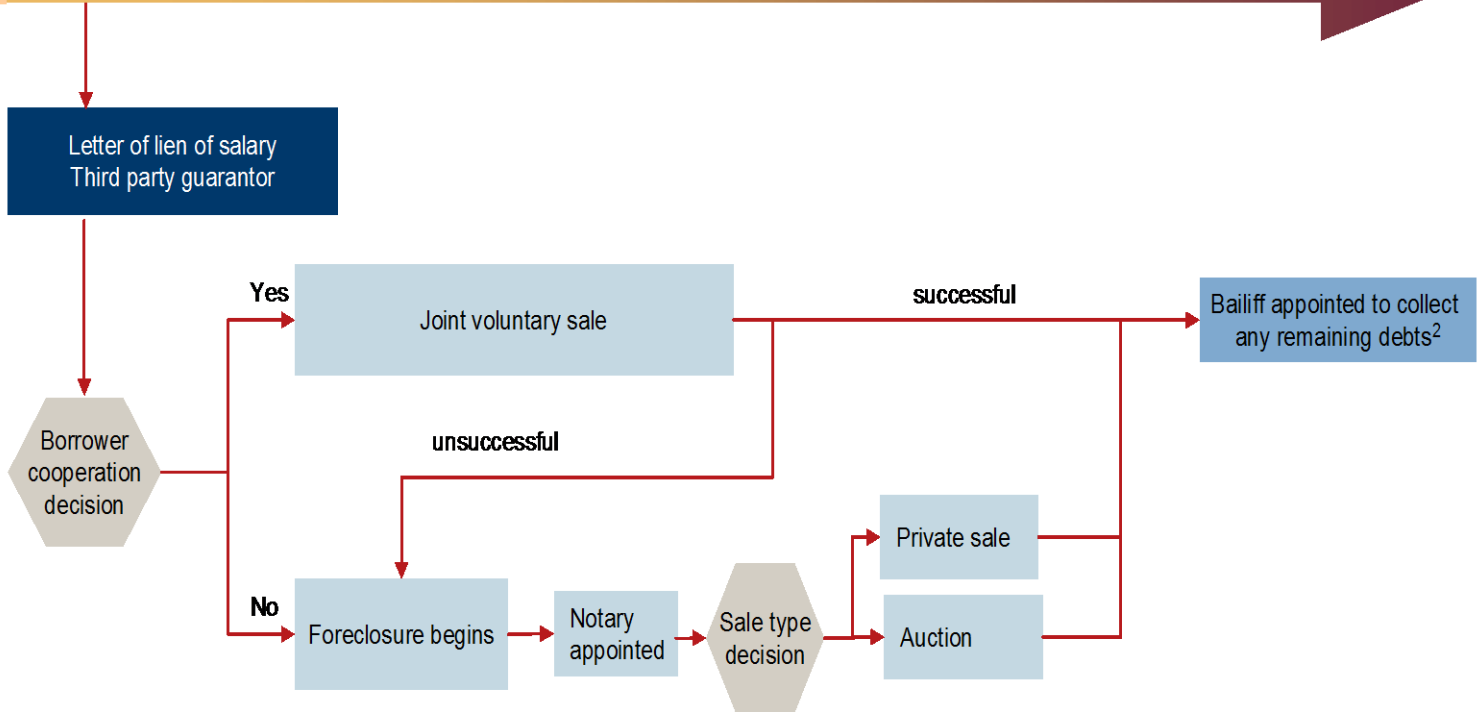 Letter of lien of salary
Third party guarantor
Yes
Joint voluntary sale
successful
Bailiff appointed to collect
any remaining debts2
Borrower
cooperation
decision
unsuccessful
No
Foreclosure begins
Notary
appointed
Sale type
decision
Private sale
Auction